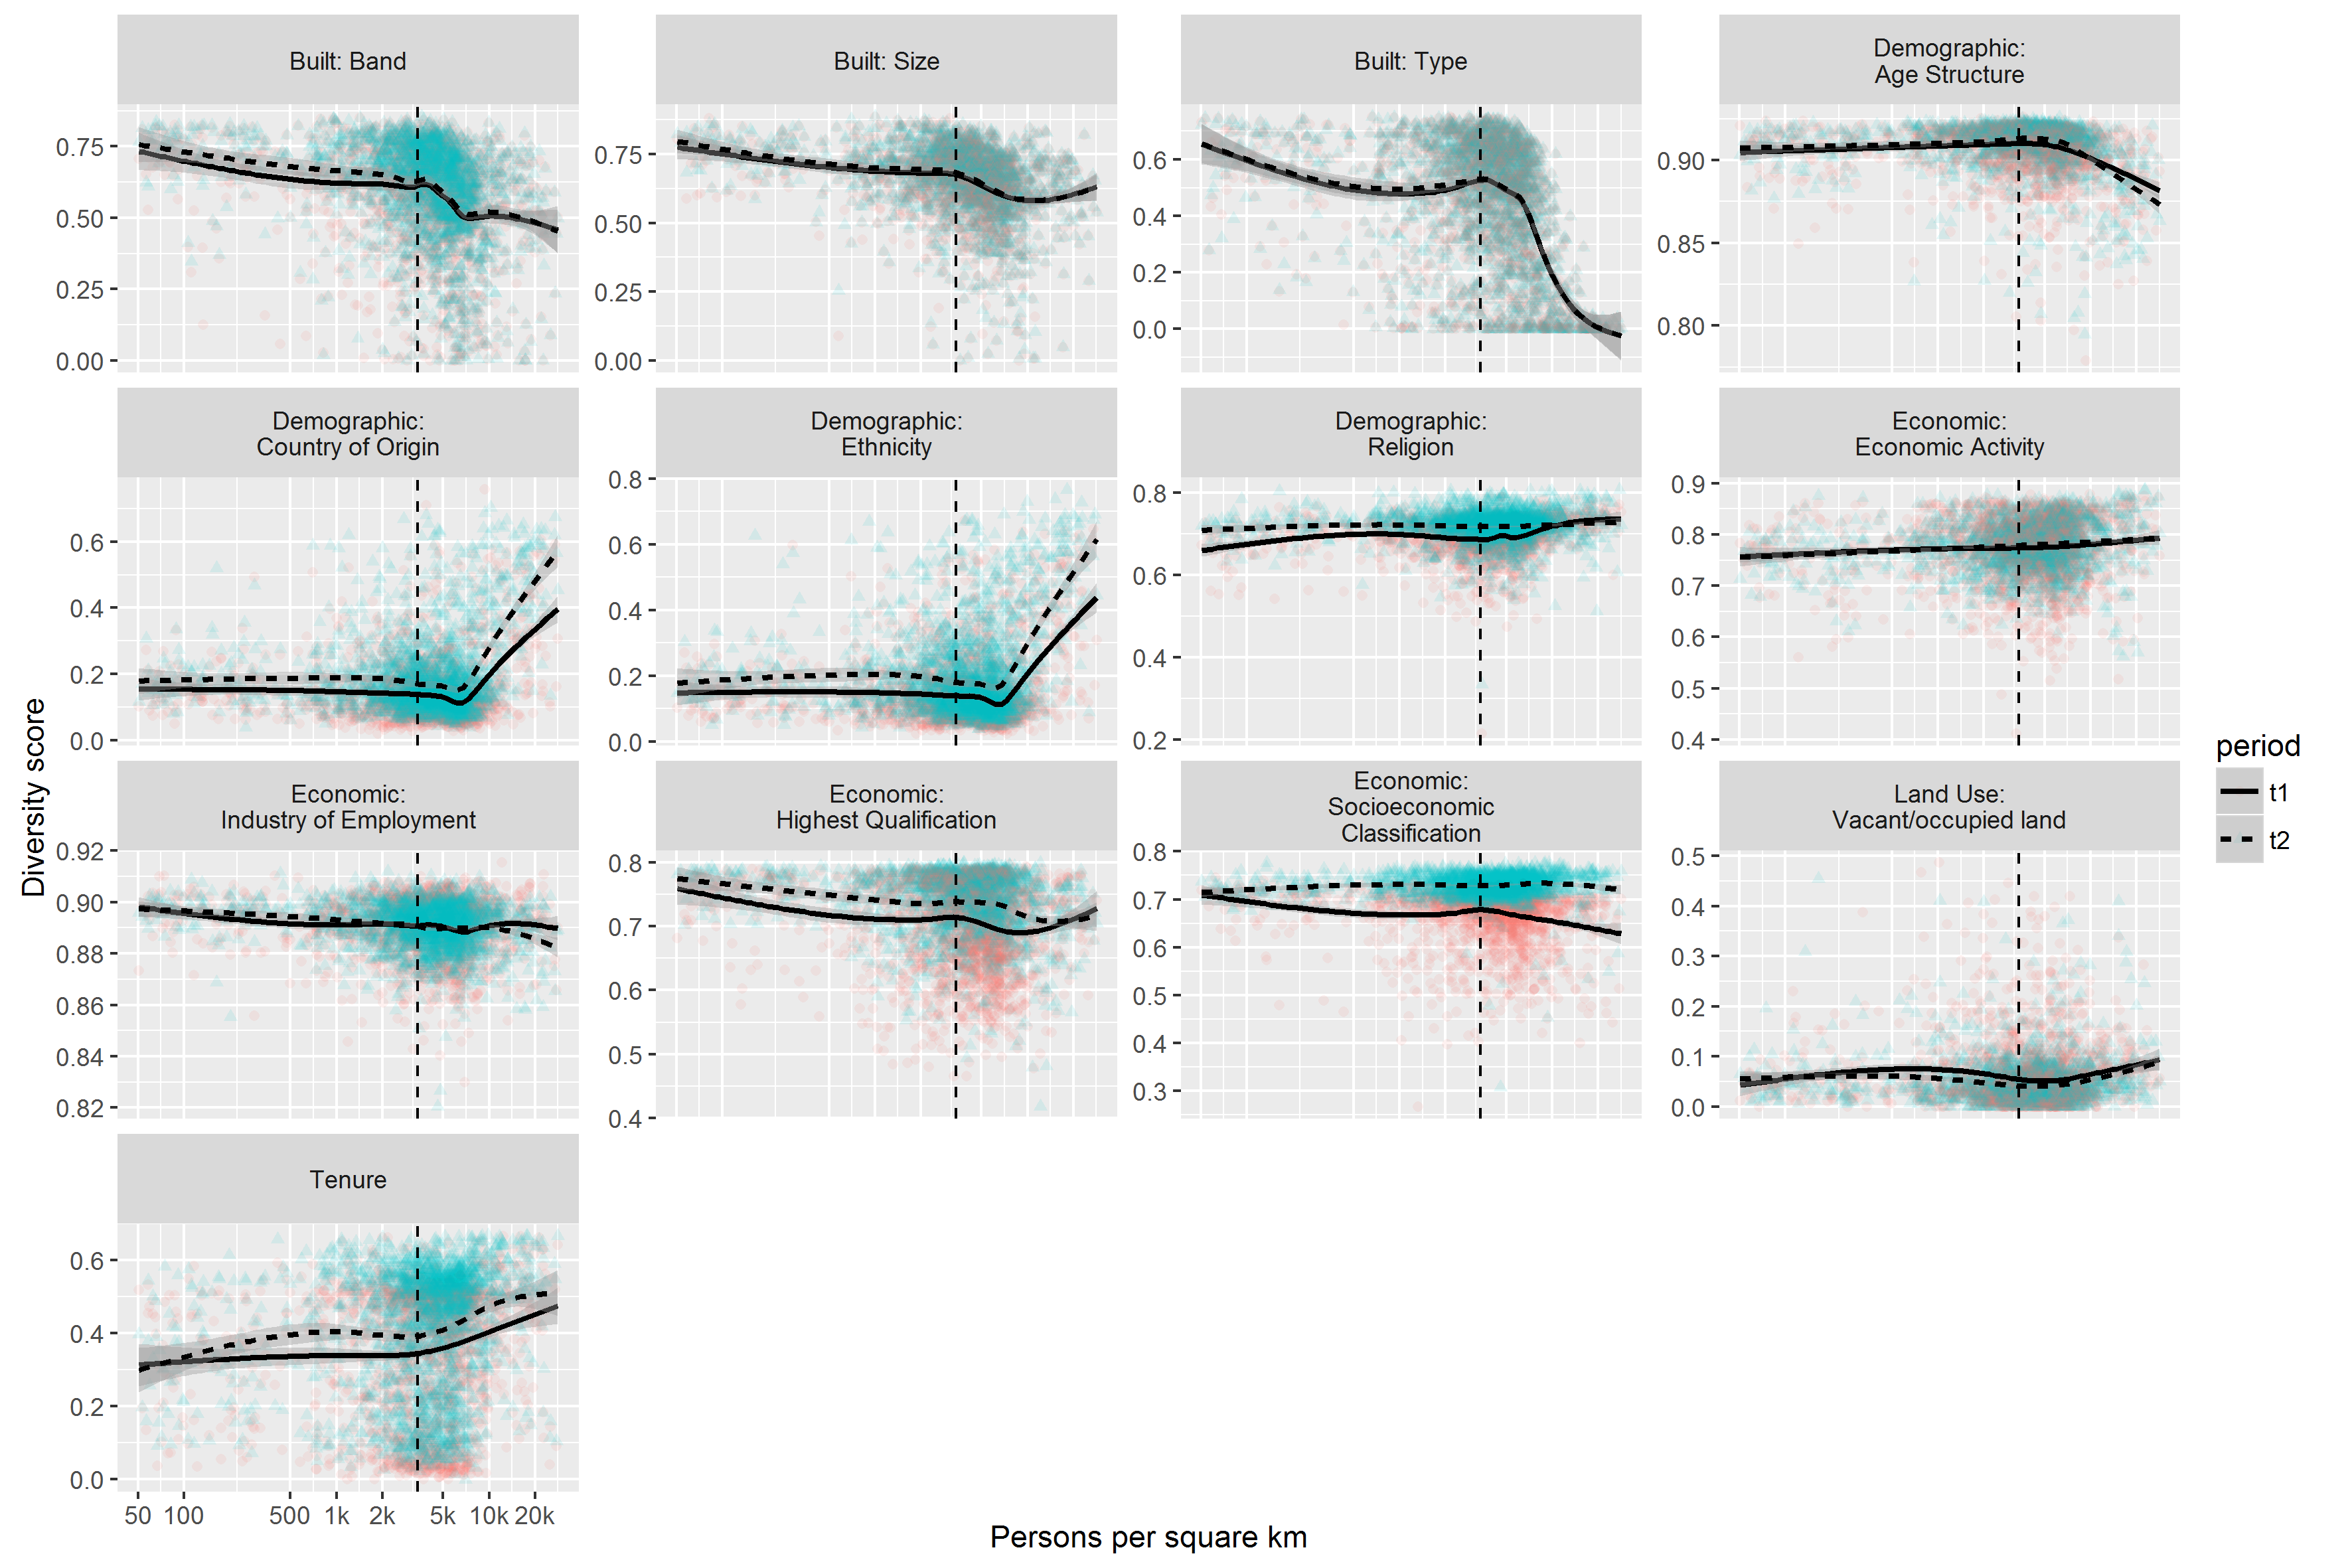 Built: Band
Built: Size
Built: Type
Demographic:
Age Structure
0.75
0.50
0.25
0.00
0.75
0.50
0.25
0.00
0.6
0.4
0.2
0.0
0.90
0.85
0.80
Demographic:
Country of Origin
Demographic:
Ethnicity
Demographic:
Religion
Economic:
Economic Activity
0.6
0.4
0.2
0.0
0.8
0.6
0.4
0.2
0.0
0.8
0.6
0.4
0.2
0.9
0.8
0.7
0.6
0.5
0.4
Economic:
Industry of Employment
Economic:
Highest Qualification
Economic:
Socioeconomic
Classification
Land Use:
Vacant/occupied land
0.92
0.90
0.88
0.86
0.84
0.82
0.8
0.7
0.6
0.5
0.4
0.8
0.7
0.6
0.5
0.4
0.3
0.5
0.4
0.3
0.2
0.1
0.0
Tenure
0.6
0.4
0.2
0.0
50 100 500 1k 2k 5k 10k 20k
Persons per square km
Diversity score
period
t1
t2